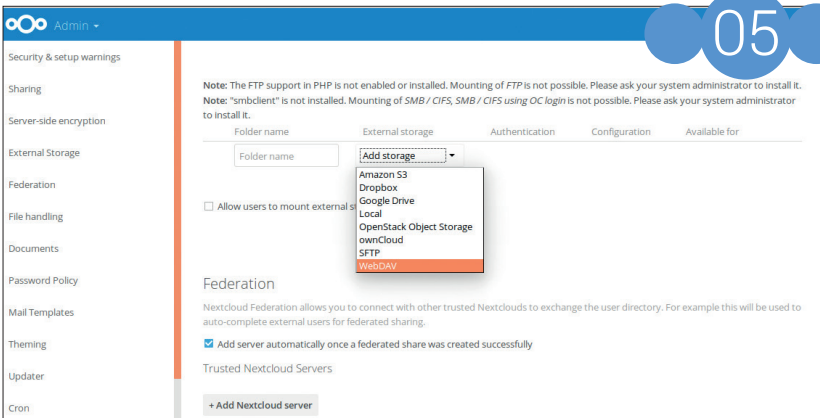 05
Admin
Security & setup warnings
Sharing
Server-side encryption
External Storage
Federation
File handling
Documents
Password Policy
Mail Templates
Theming
Updater
Cron
Note: The FTP support in PHP is not enabled or installed. Mounting of FTP is not possible. Please ask your system administrator to install it.
Note: "smbclient" is not installed. Mounting of SMB / CIFS, SMB / CIFS using OC login is not possible. Please ask your system administrator
to install it.
Folder name External storage Authentication Configuration Available for
Folder name Add storage
Amazon S3
Dropbox
Google Drive
Local
OpenStack Object Storage
ownCloud
SFTP
WebDAV
Allow users to mount external s
Federation
Nextcloud Federation allows you to connect with other trusted Nextclouds to exchange the user directory. For example this will be used to
auto-complete external users for federated sharing.
Add server automatically once a federated share was created successfully
Trusted Nextcloud Servers
+ Add Nextcloud server